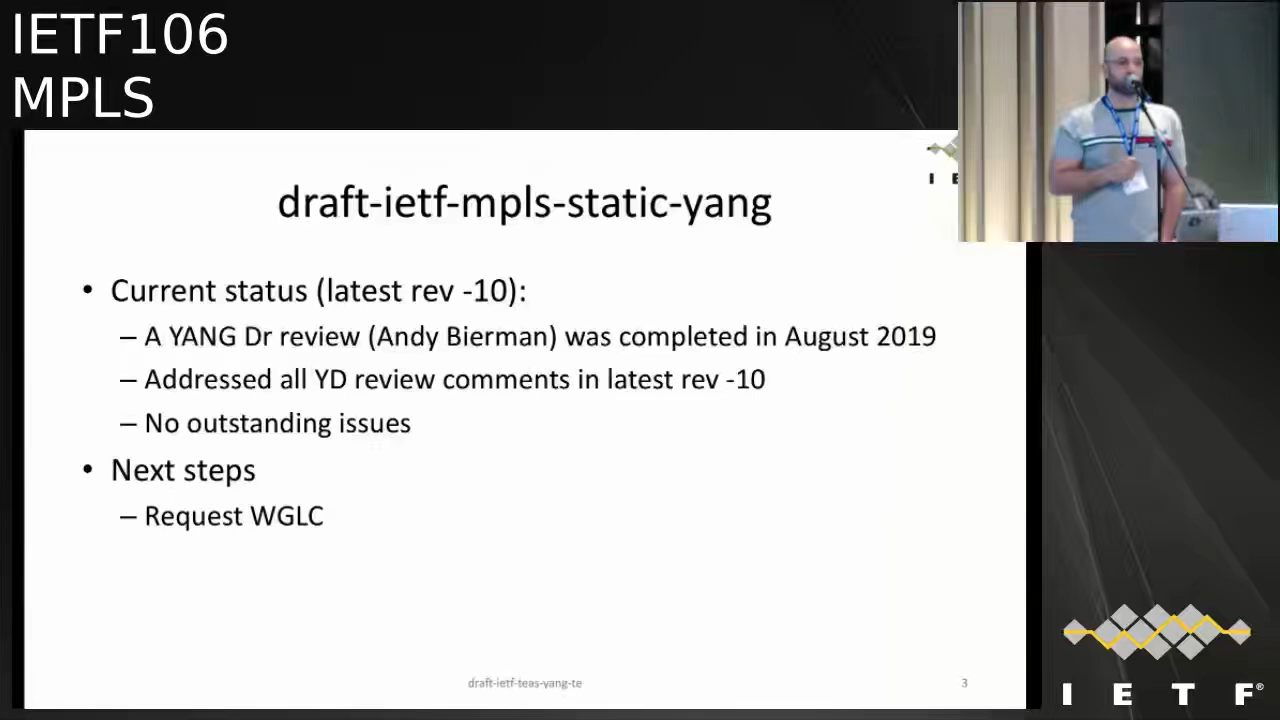 IETF106
MPLS
I E
draft-ietf-mpls-static-yang
• Current status (latest rev -10):
– A YANG Dr review (Andy Bierman) was completed in August 2019
– Addressed all YD review comments in latest rev -10
– No outstanding issues
• Next steps
– Request WGLC
draft-ietf-teas-yang-te
3
I E T F®